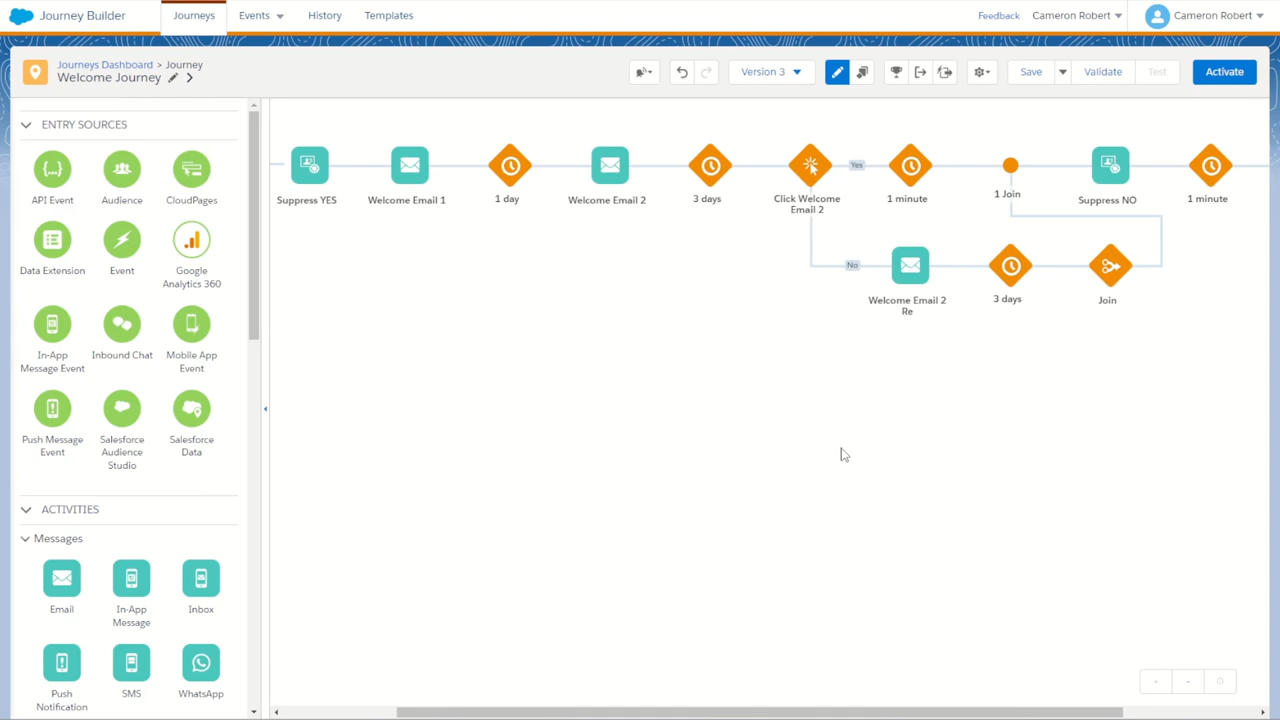 Journey Builder
Journeys
Events
History
Templates
Feedback
Cameron Robert
Cameron Robert
Journeys Dashboard > Journey
Welcome Journey
Version 3
Save
Validate
Test
Activate
ENTRY SOURCES
API Event
Audience
CloudPages
Data Extension
Event
Google
Analytics 360
In-App
Message Event
Inbound Chat
Mobile App
Event
Push Message
Event
Salesforce
Audience
Studio
Salesforce
Data
ACTIVITIES
Messages
Email
In-App
Message
Inbox
Push
Notification
SMS
WhatsApp
Suppress YES
Welcome Email 1
1 day
Welcome Email 2
3 days
Click Welcome
Email 2
Yes
1 minute
1 Join
Suppress NO
1 minute
No
Welcome Email 2
Re
3 days
Join